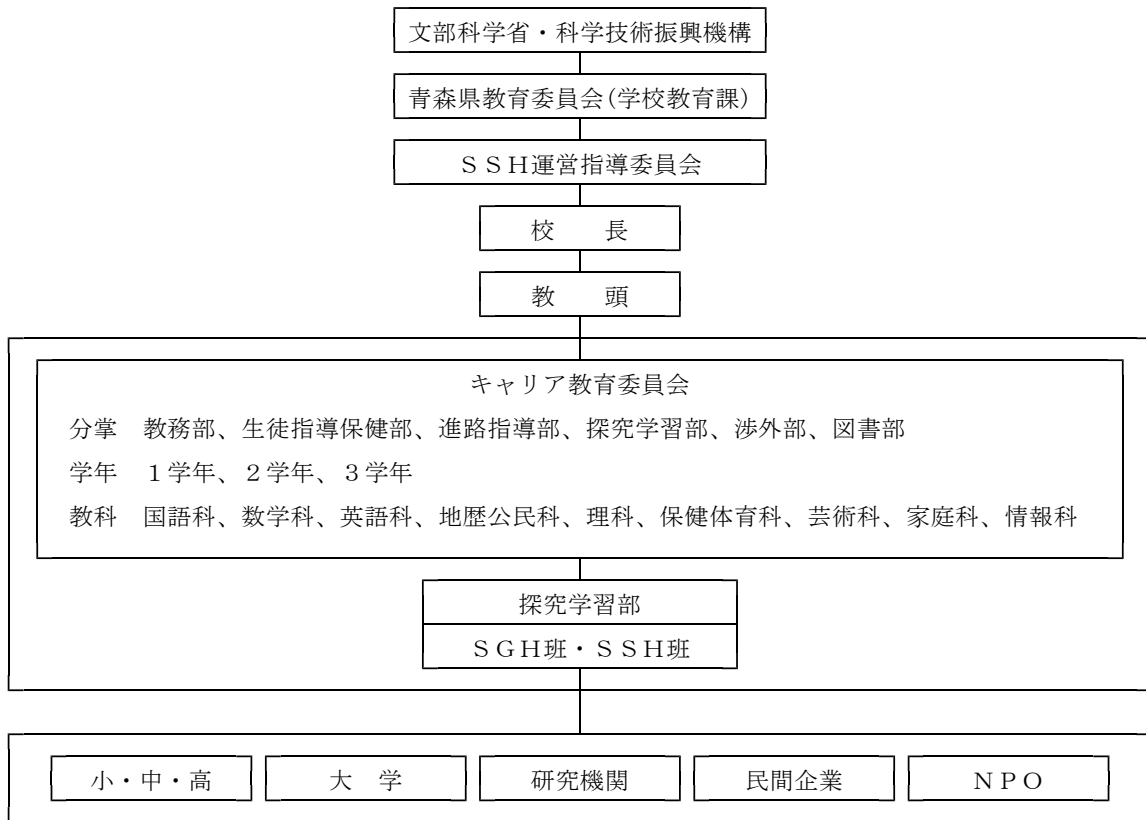 文部科学省・科学技術振興機構
青森県教育委員会(学校教育課)
ＳＳＨ運営指導委員会
校　　長
教　　頭
キャリア教育委員会
分掌　教務部、生徒指導保健部、進路指導部、探究学習部、渉外部、図書部
学年　１学年、２学年、３学年
教科　国語科、数学科、英語科、地歴公民科、理科、保健体育科、芸術科、家庭科、情報科
探究学習部
ＳＧＨ班・ＳＳＨ班
小・中・高　大　学　研究機関　民間企業　ＮＰＯ